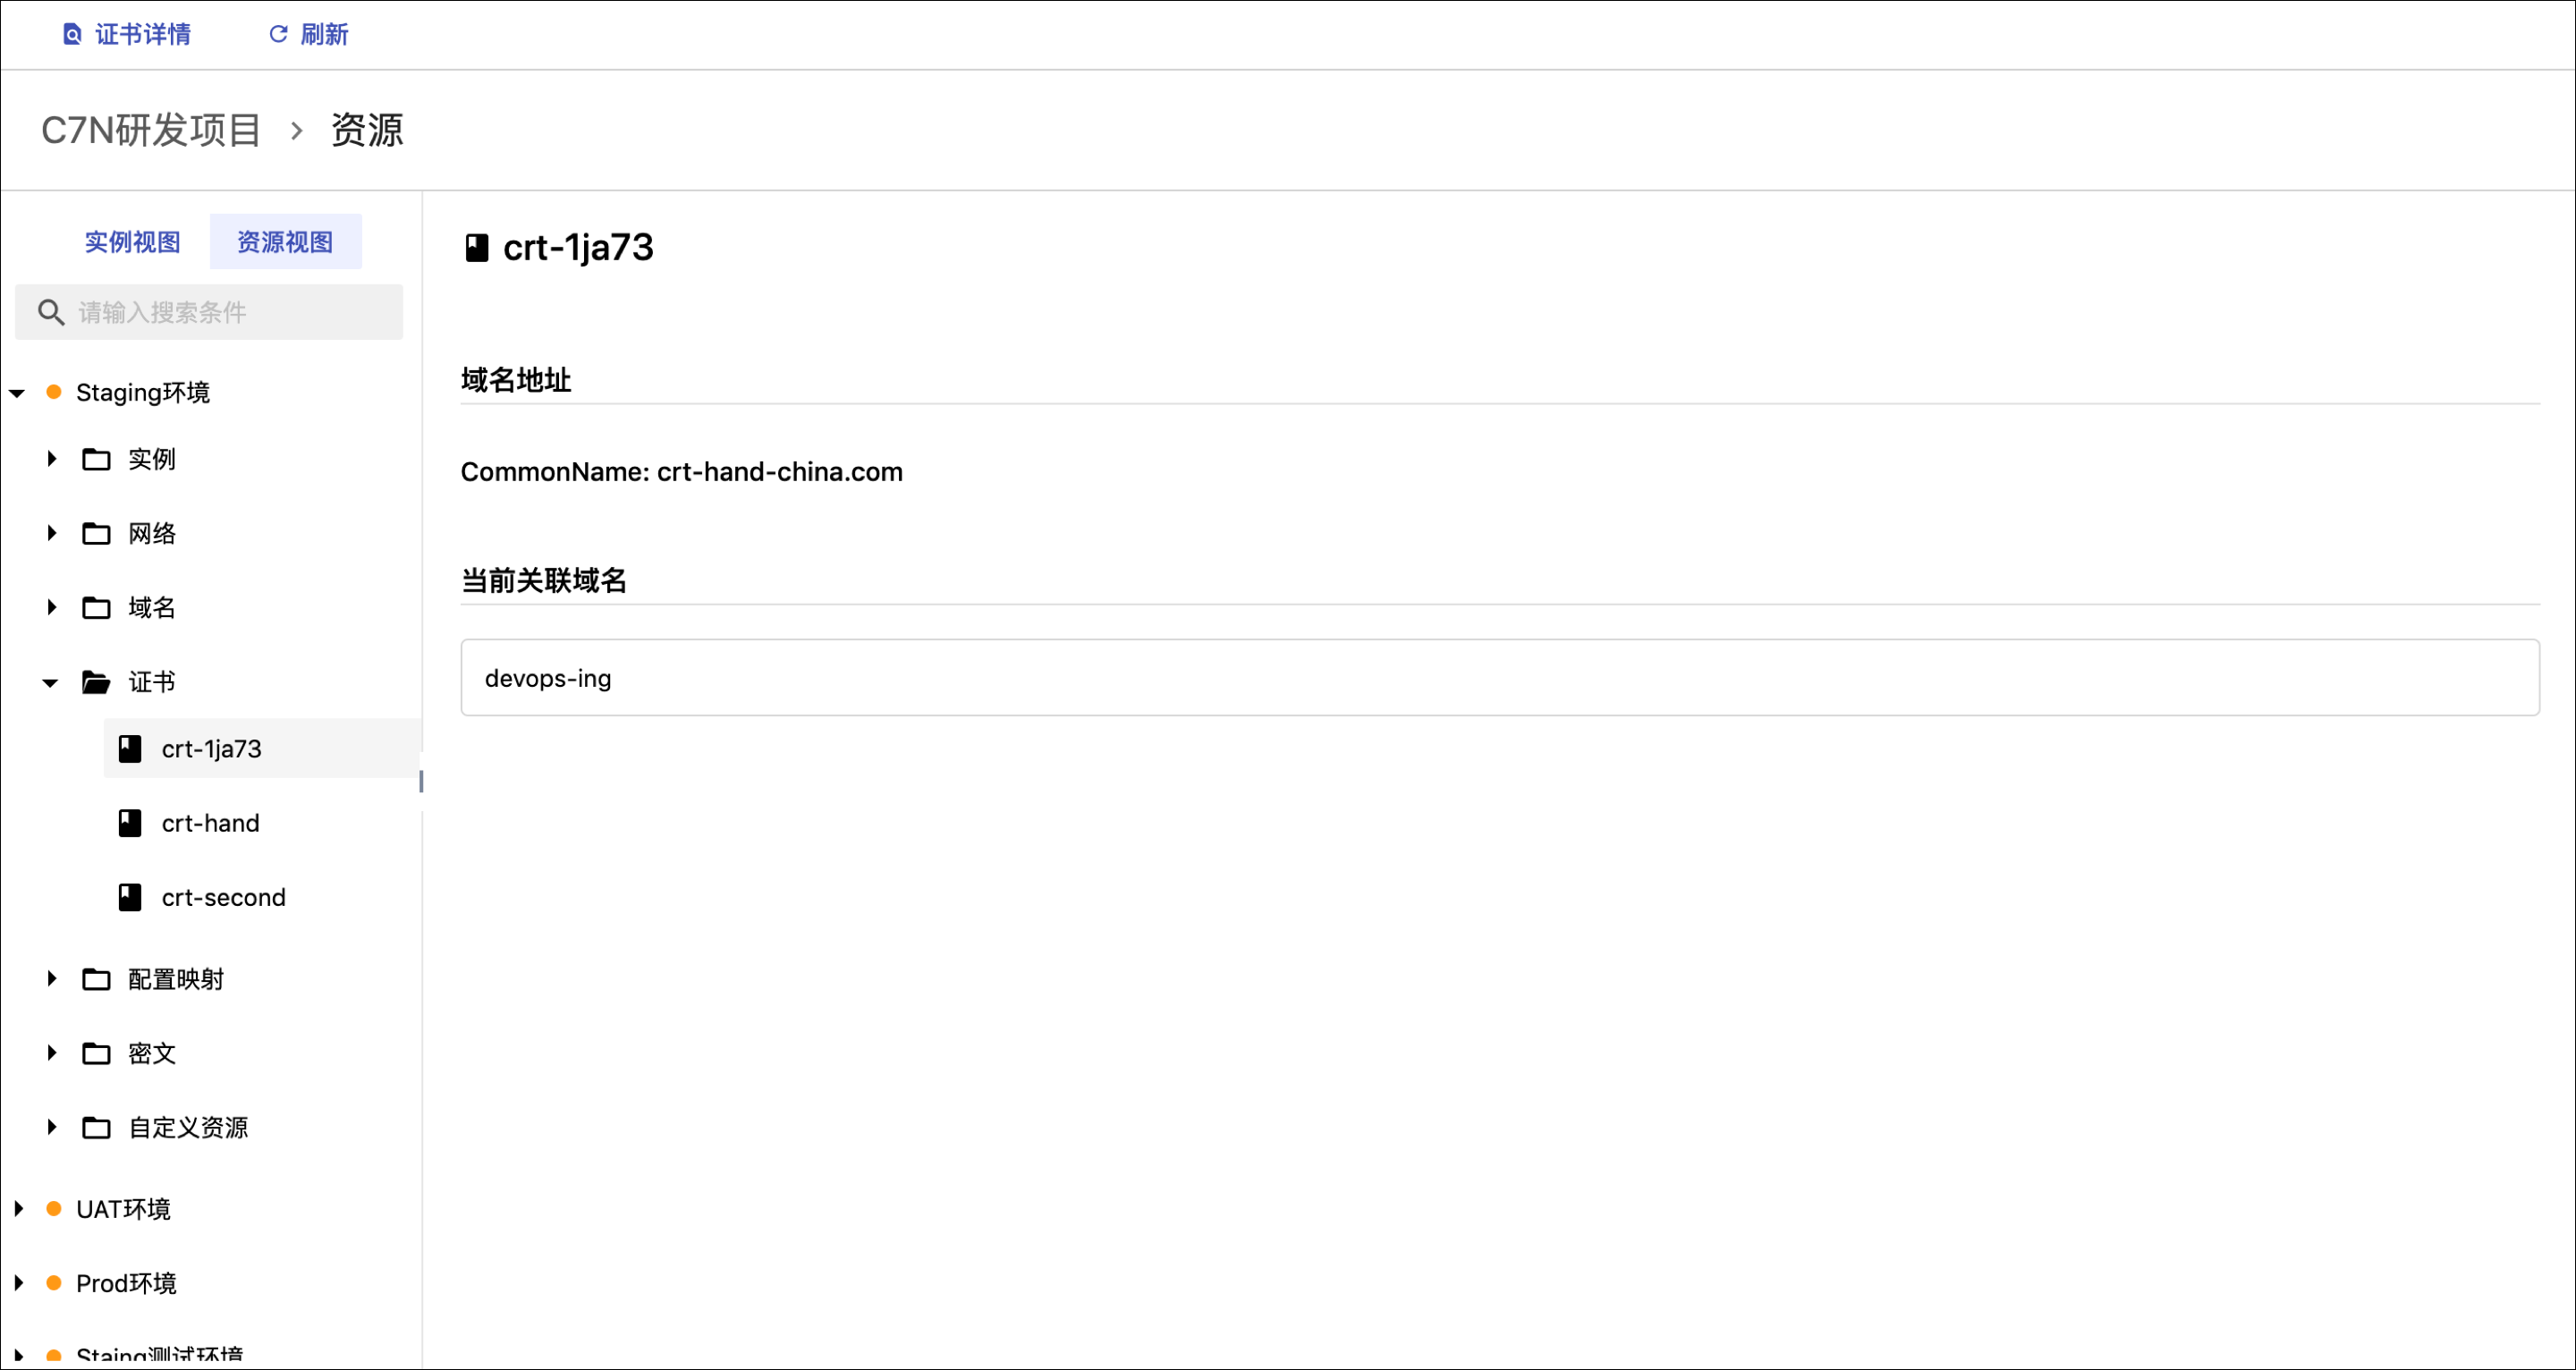 证书详情 刷新
C7N研发项目 > 资源
实例视图 资源视图
请输入搜索条件
Staging环境
实例
网络
域名
证书
crt-1ja73
crt-hand
crt-second
配置映射
密文
自定义资源
UAT环境
Prod环境
Staing测试环境
crt-1ja73
域名地址
CommonName: crt-hand-china.com
当前关联域名
devops-ing